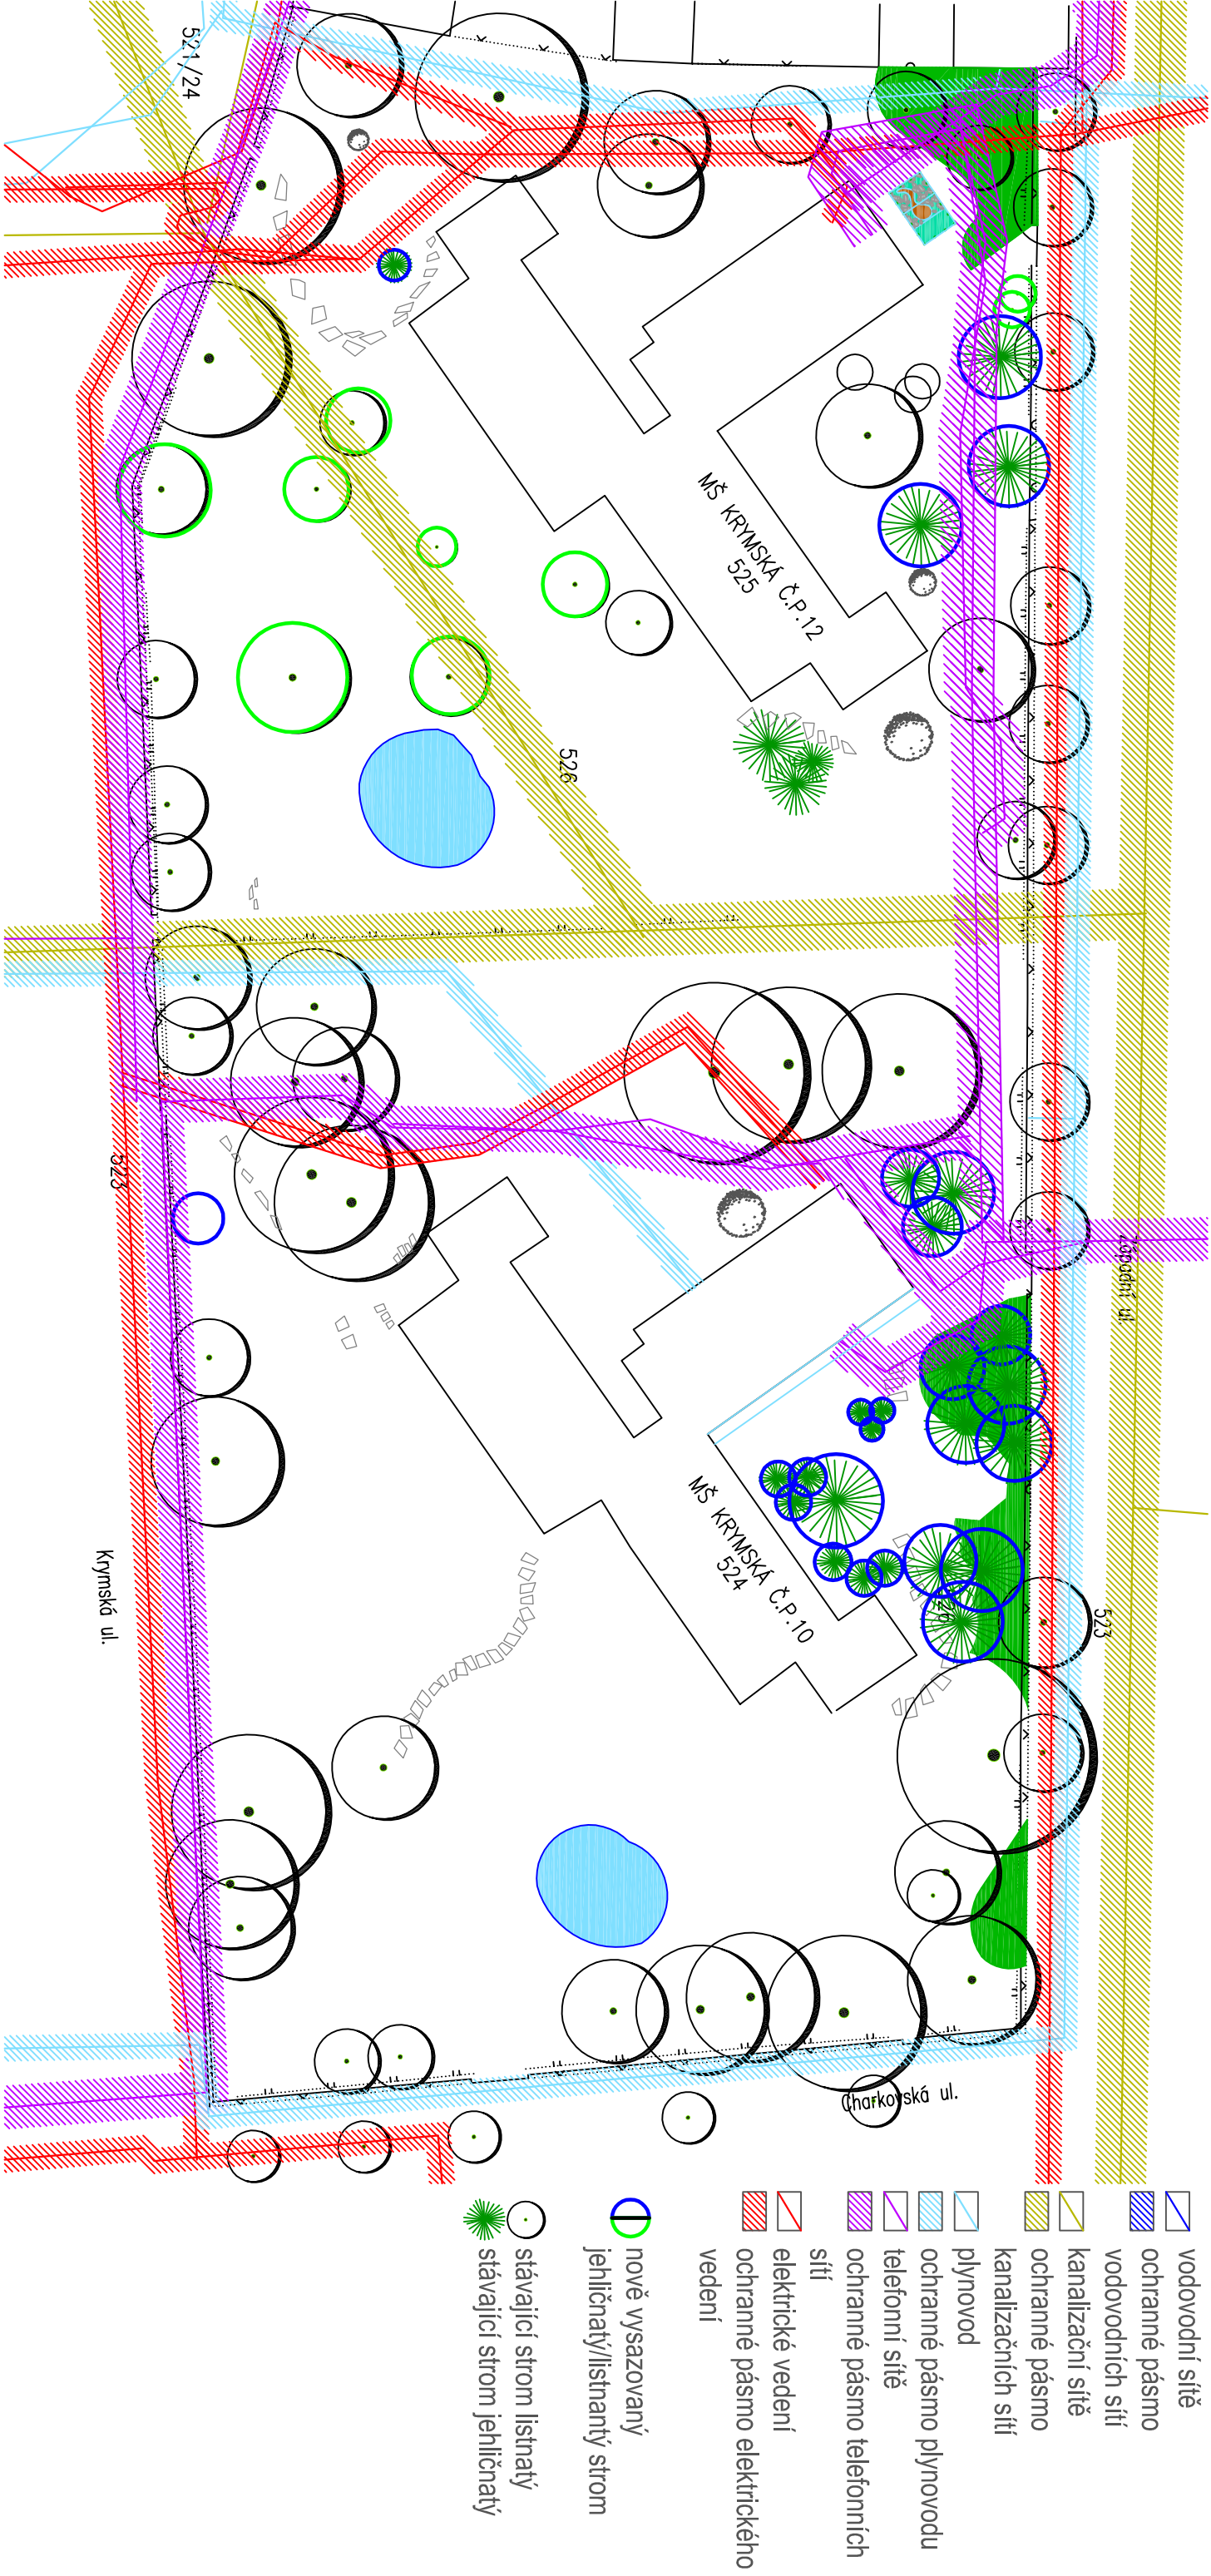 521/24
MŠ KRYMSKÁ Č.P.12
525
526
523
Západní ul.
MŠ KRYMSKÁ Č.P.10
524
526
523
Krymská ul.
Charkovská ul.
vodovodní sítě
ochranné pásmo
vodovodních sítí
kanalizační sítě
ochranné pásmo
kanalizačních sítí
plynovod
ochranné pásmo plynovodu
telefonní sítě
ochranné pásmo telefonních
sítí
elektrické vedení
ochranné pásmo elektrického
vedení
nově vysazovaný
jehličnatý/listnantý strom
stávající strom listnatý
stávající strom jehličnatý